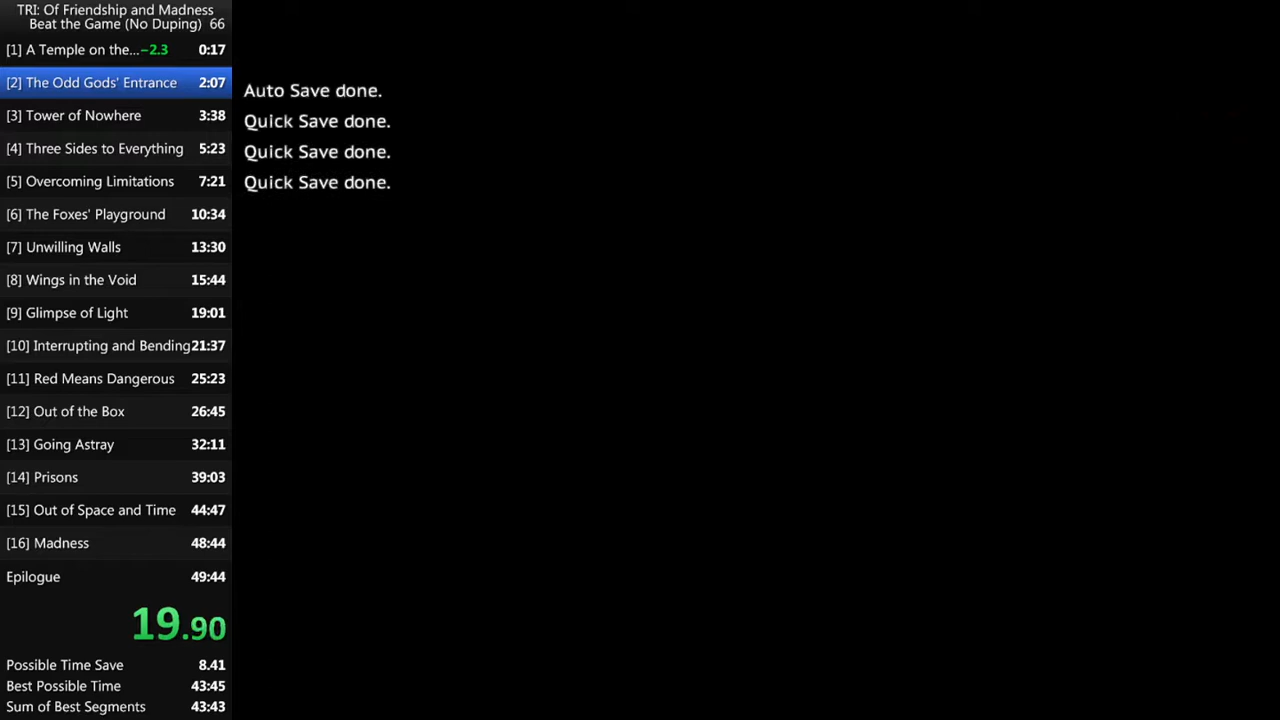 TRI: Of Friendship and Madness
Beat the Game (No Duping) 66
[1] A Temple on the... −2.3 0:17
[2] The Odd Gods' Entrance 2:07
[3] Tower of Nowhere 3:38
[4] Three Sides to Everything 5:23
[5] Overcoming Limitations 7:21
[6] The Foxes' Playground 10:34
[7] Unwilling Walls 13:30
[8] Wings in the Void 15:44
[9] Glimpse of Light 19:01
[10] Interrupting and Bending 21:37
[11] Red Means Dangerous 25:23
[12] Out of the Box 26:45
[13] Going Astray 32:11
[14] Prisons 39:03
[15] Out of Space and Time 44:47
[16] Madness 48:44
Epilogue 49:44
19.90
Possible Time Save 8.41
Best Possible Time 43:45
Sum of Best Segments 43:43
Auto Save done.
Quick Save done.
Quick Save done.
Quick Save done.